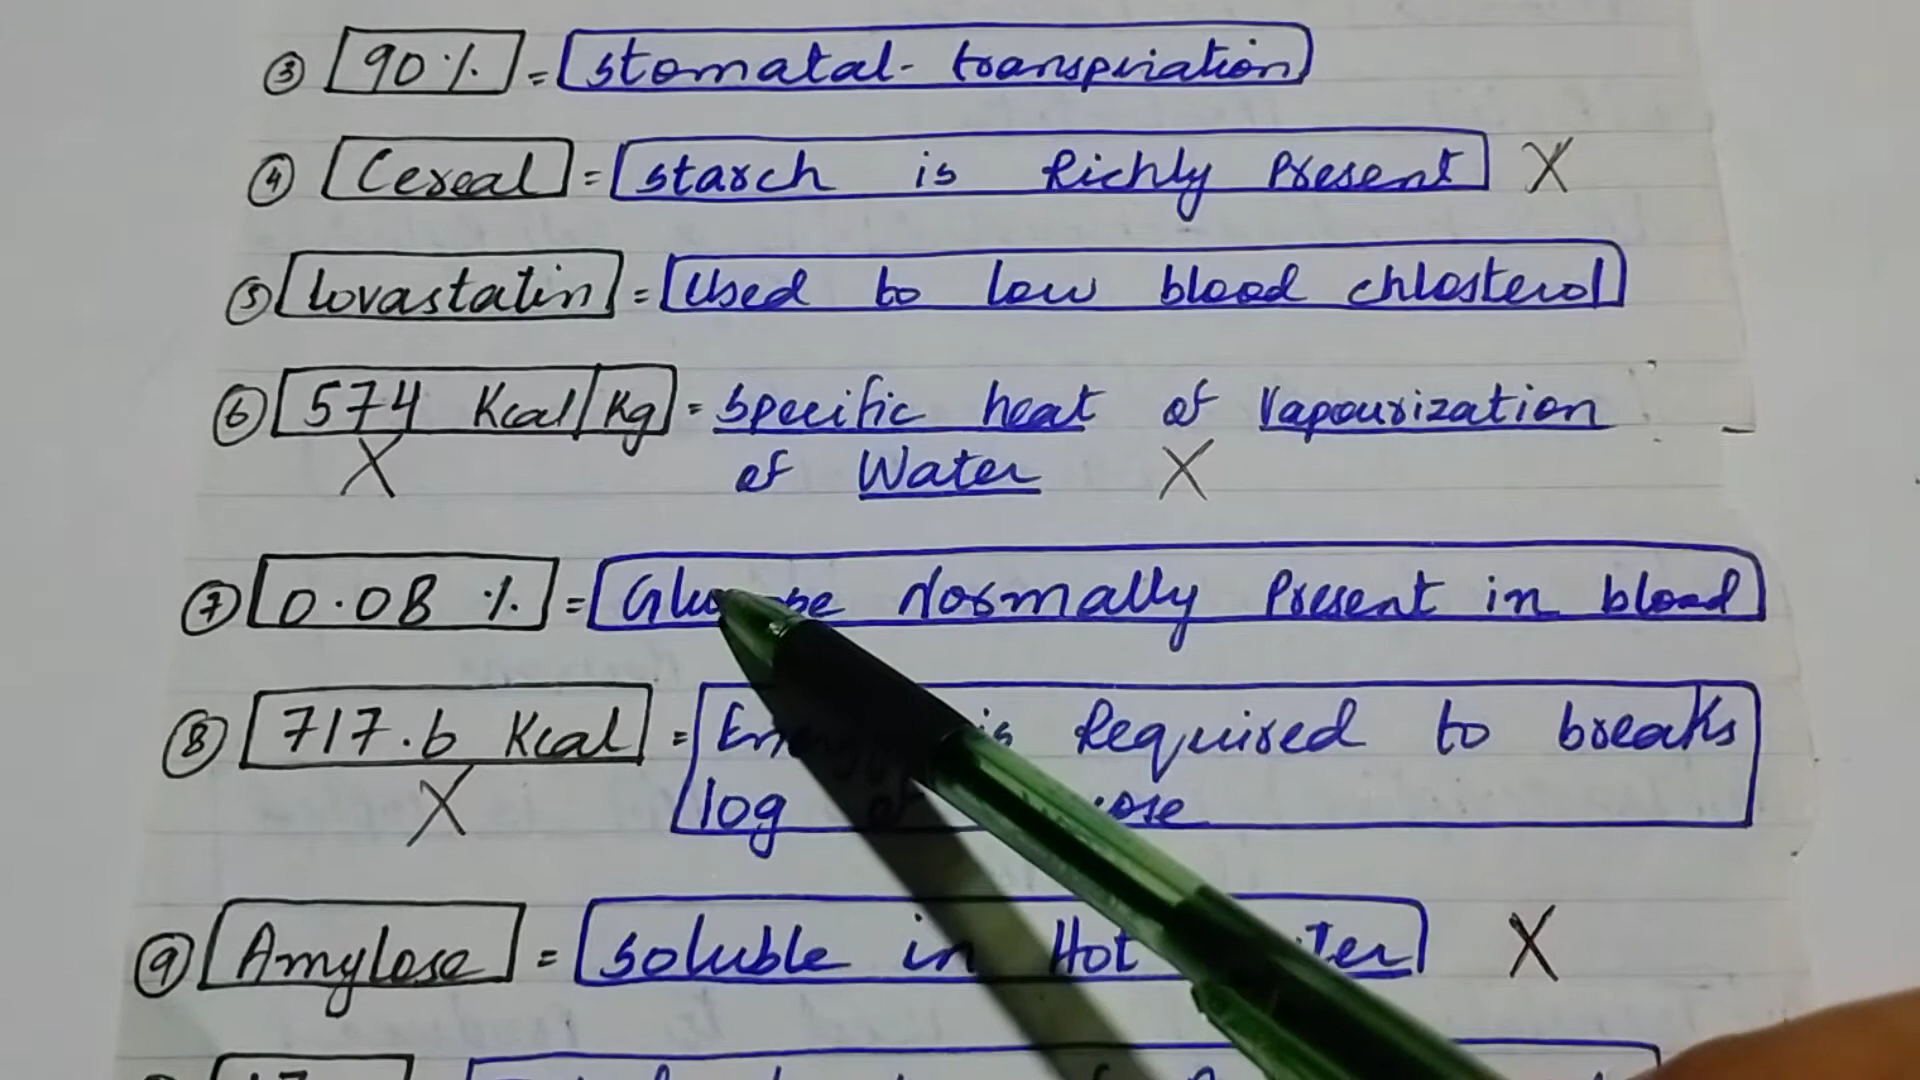 ③ 90% = stomatal- transpiration
④ Cereal = starch is Richly Present X
⑤ lovastatin = Used to low blood chlosterol
⑥ 574 Kcal/Kg = specific heat of Vapourization
X of Water X
⑦ 0.08 % = Normally Present in blood
⑧ 717.6 Kcal = is Required to breaks
X log
⑨ Amylose = soluble in Hot X